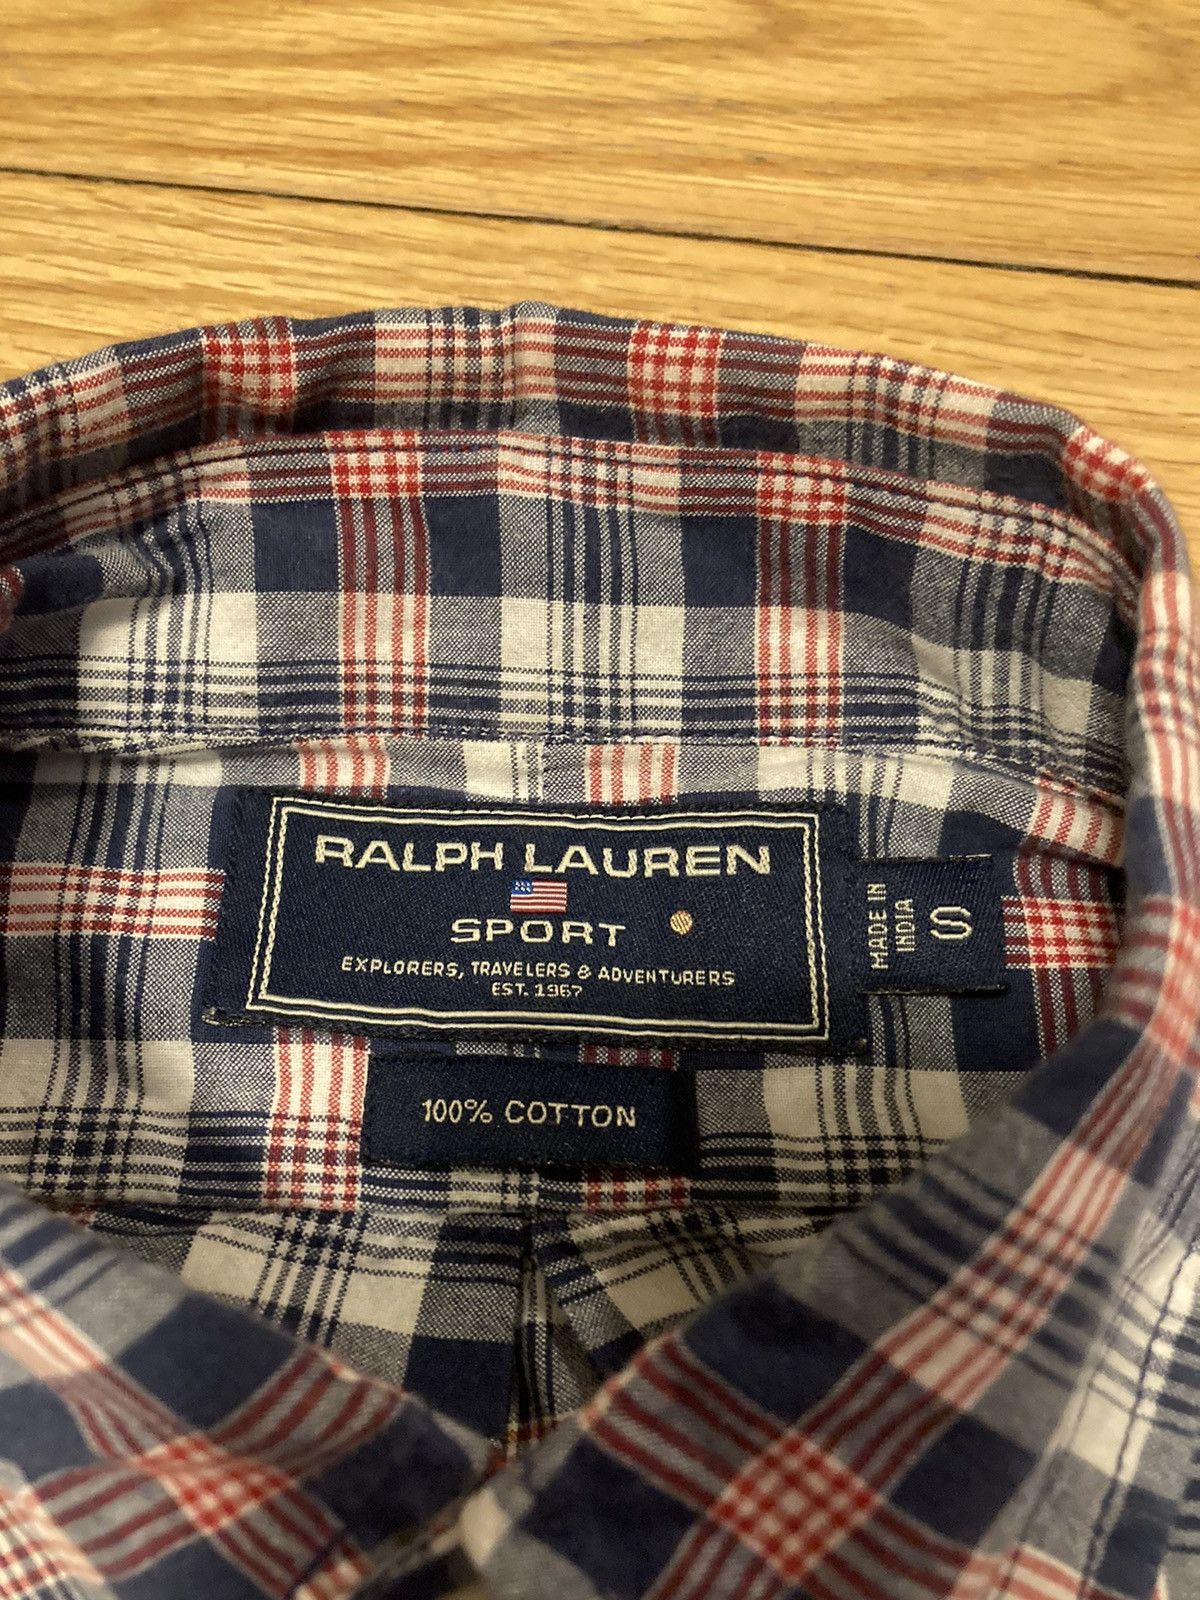 RALPH LAUREN
SPORT
EXPLORERS, TRAVELERS & ADVENTURERS
EST. 1967
MADE IN
INDIA
S
100% COTTON